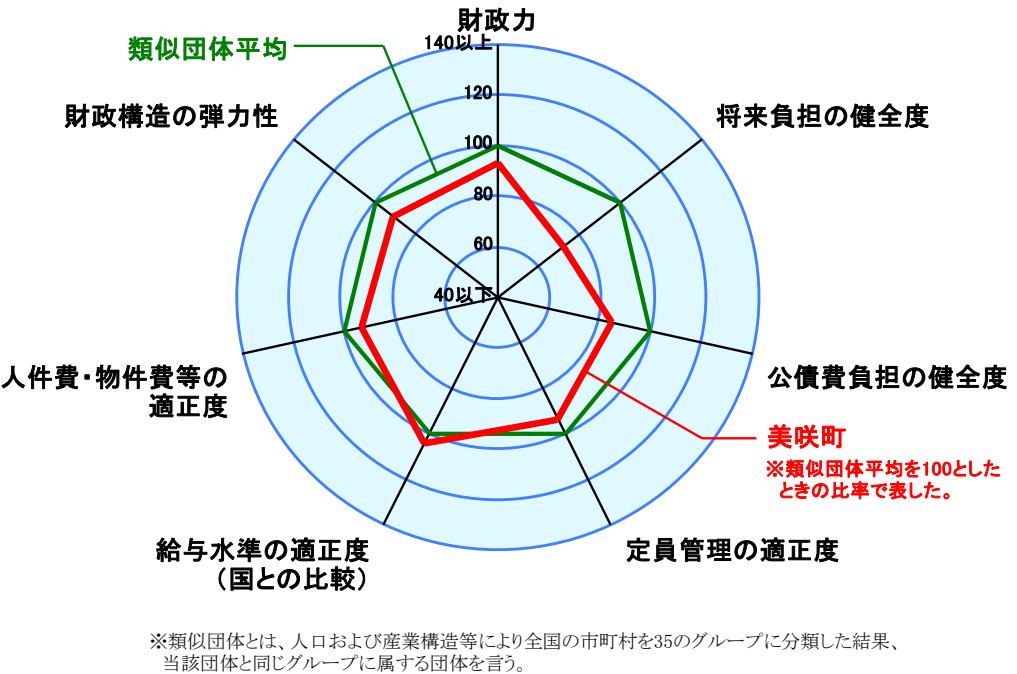 財政力
140以上
類似団体平均
120
財政構造の弾力性
将来負担の健全度
100
80
60
40以下
人件費・物件費等の
適正度
公債費負担の健全度
美咲町
※類似団体平均を100とした
ときの比率で表した。
給与水準の適正度
（国との比較）
定員管理の適正度
※類似団体とは、人口および産業構造等により全国の市町村を35のグループに分類した結果、
当該団体と同じグループに属する団体を言う。